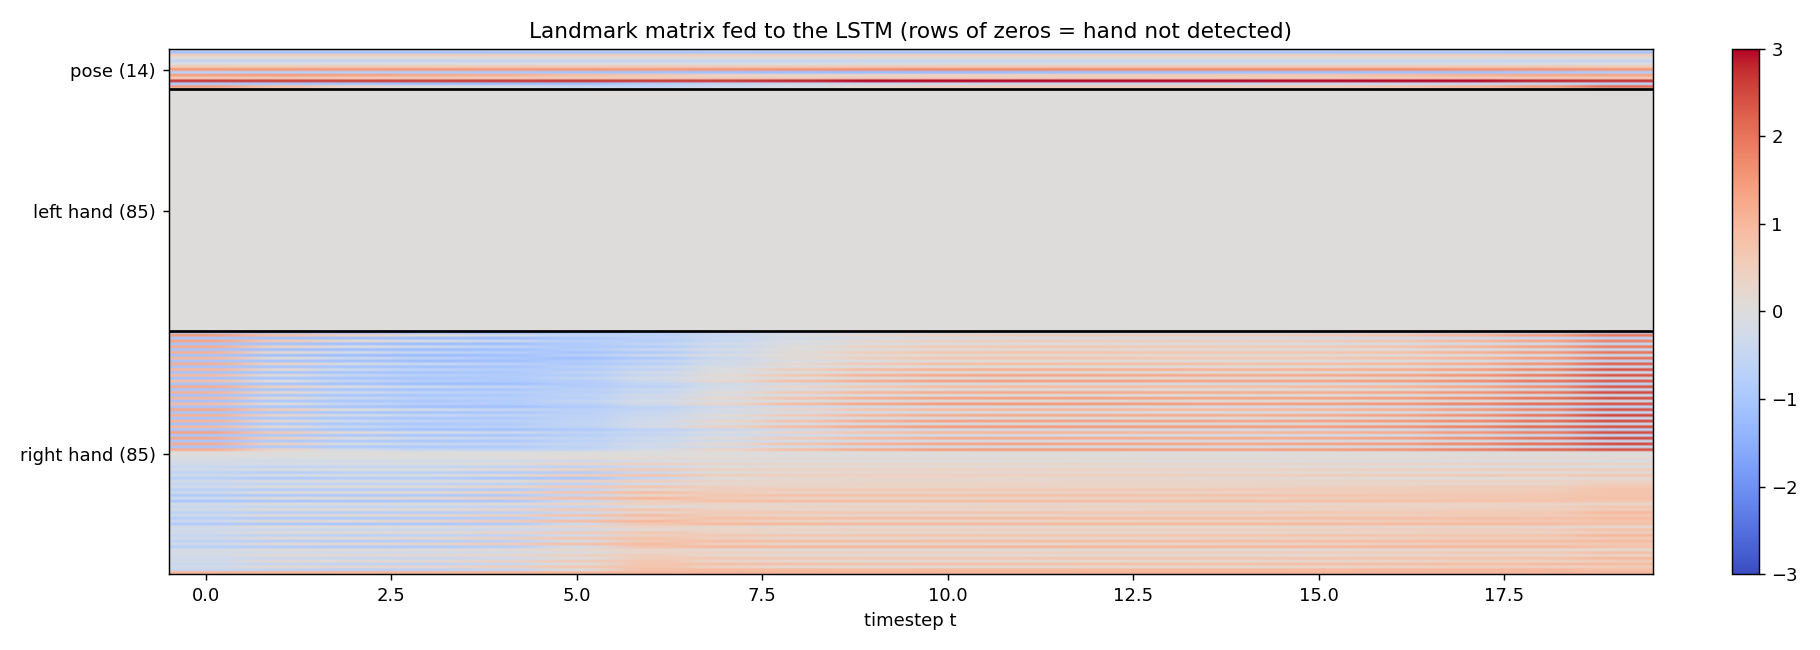 Landmark matrix fed to the LSTM (rows of zeros = hand not detected)
pose (14)
left hand (85)
right hand (85)
0.0 2.5 5.0 7.5 10.0 12.5 15.0 17.5
timestep t
3
2
1
0
−1
−2
−3